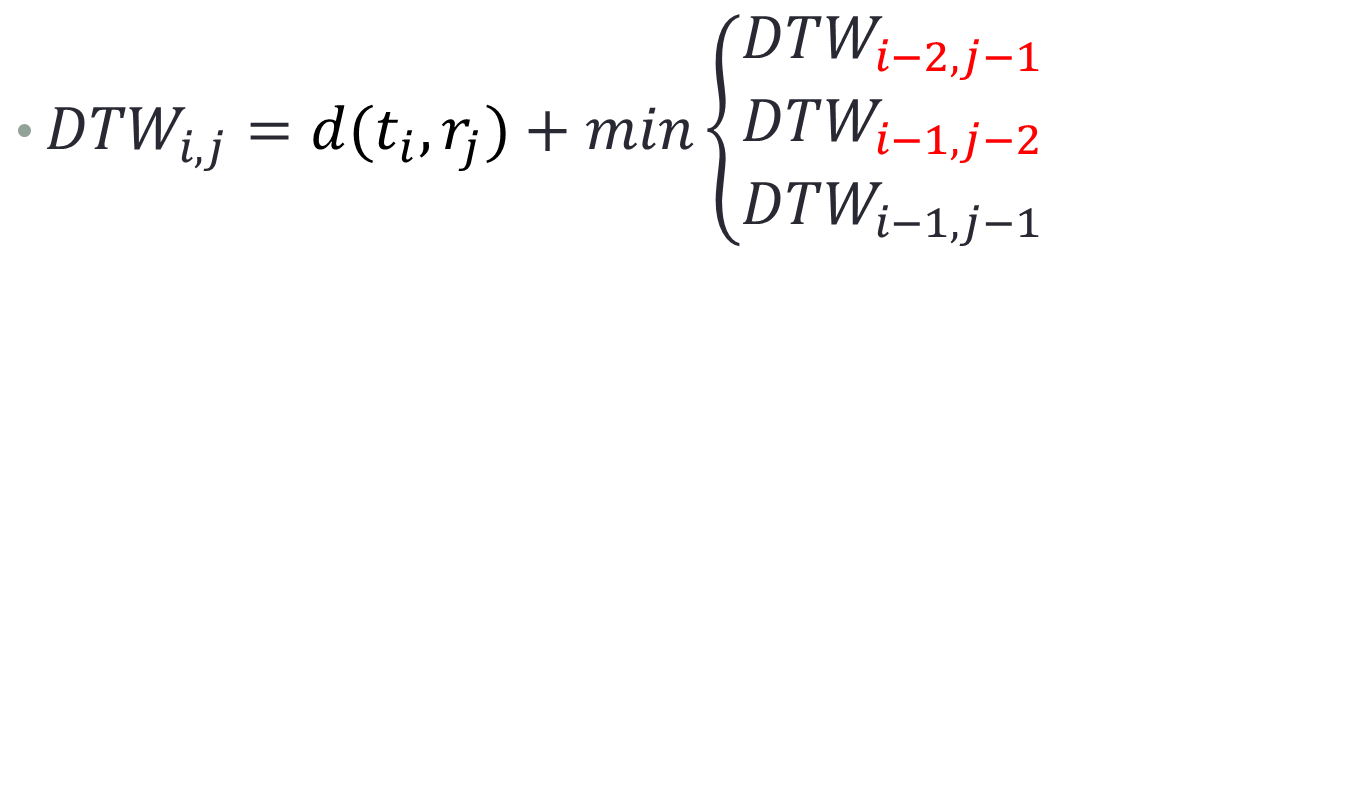 • DTW_{i,j} = d(t_i, r_j) + min { DTW_{i−2,j−1}
DTW_{i−1,j−2}
DTW_{i−1,j−1}